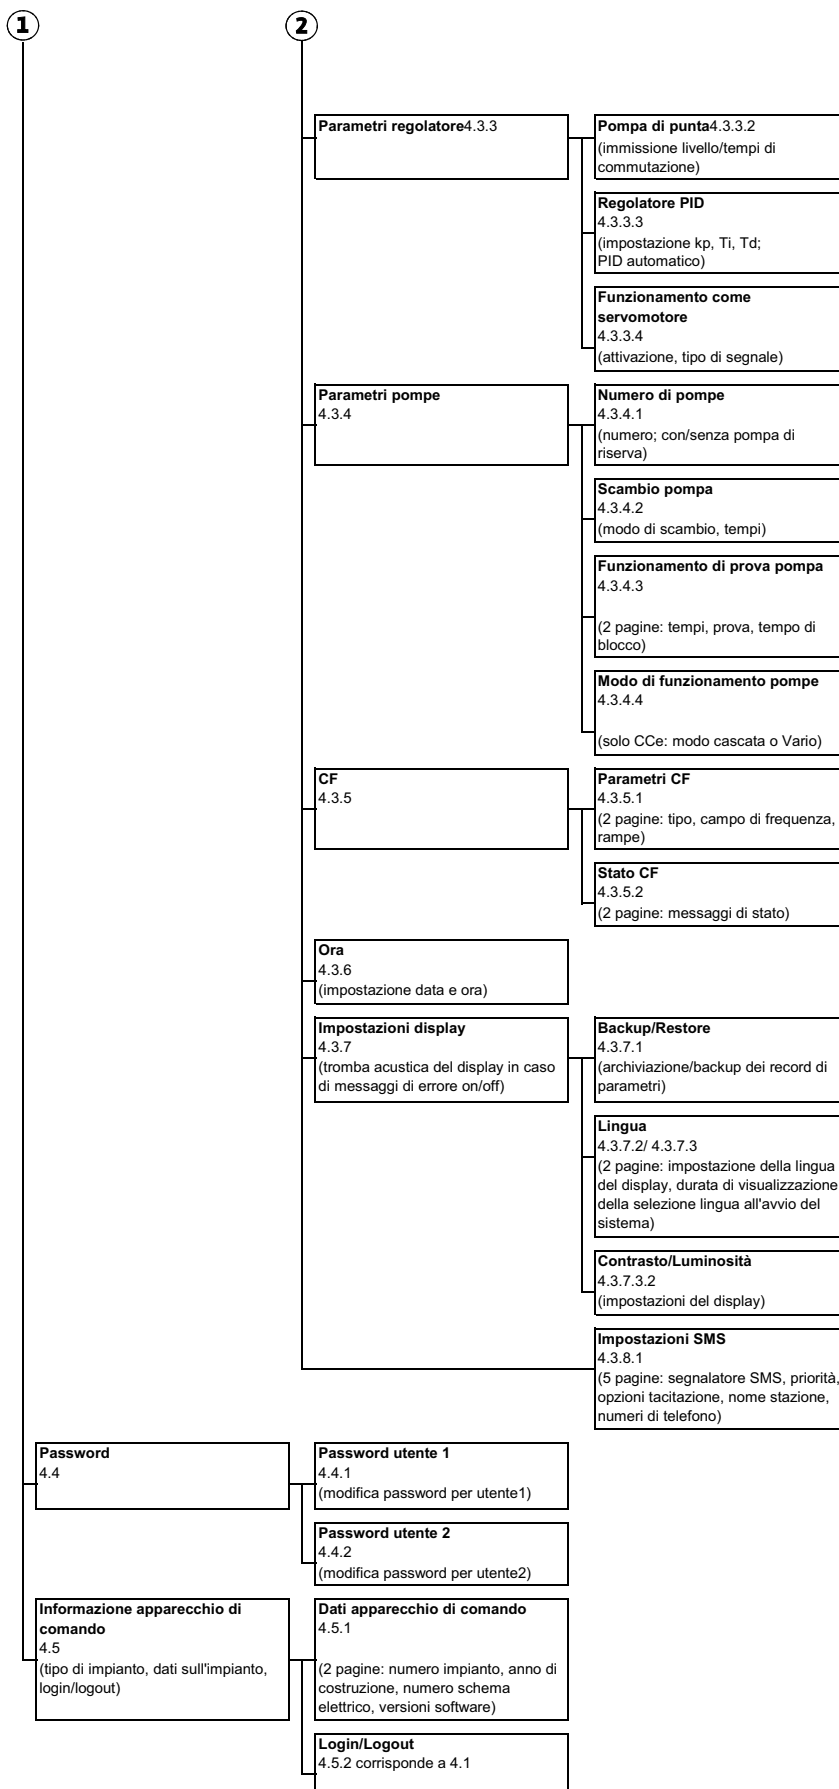 1
2
Parametri regolatore4.3.3
Pompa di punta4.3.3.2
(immissione livello/tempi di
commutazione)
Regolatore PID
4.3.3.3
(impostazione kp, Ti, Td;
PID automatico)
Funzionamento come
servomotore
4.3.3.4
(attivazione, tipo di segnale)
Parametri pompe
4.3.4
Numero di pompe
4.3.4.1
(numero; con/senza pompa di
riserva)
Scambio pompa
4.3.4.2
(modo di scambio, tempi)
Funzionamento di prova pompa
4.3.4.3
(2 pagine: tempi, prova, tempo di
blocco)
Modo di funzionamento pompe
4.3.4.4
(solo CCe: modo cascata o Vario)
CF
4.3.5
Parametri CF
4.3.5.1
(2 pagine: tipo, campo di frequenza,
rampe)
Stato CF
4.3.5.2
(2 pagine: messaggi di stato)
Ora
4.3.6
(impostazione data e ora)
Impostazioni display
4.3.7
(tromba acustica del display in caso
di messaggi di errore on/off)
Backup/Restore
4.3.7.1
(archiviazione/backup dei record di
parametri)
Lingua
4.3.7.2/ 4.3.7.3
(2 pagine: impostazione della lingua
del display, durata di visualizzazione
della selezione lingua all'avvio del
sistema)
Contrasto/Luminosità
4.3.7.3.2
(impostazioni del display)
Impostazioni SMS
4.3.8.1
(5 pagine: segnalatore SMS, priorità,
opzioni tacitazione, nome stazione,
numeri di telefono)
Password
4.4
Password utente 1
4.4.1
(modifica password per utente1)
Password utente 2
4.4.2
(modifica password per utente2)
Informazione apparecchio di
comando
4.5
(tipo di impianto, dati sull'impianto,
login/logout)
Dati apparecchio di comando
4.5.1
(2 pagine: numero impianto, anno di
costruzione, numero schema
elettrico, versioni software)
Login/Logout
4.5.2 corrisponde a 4.1